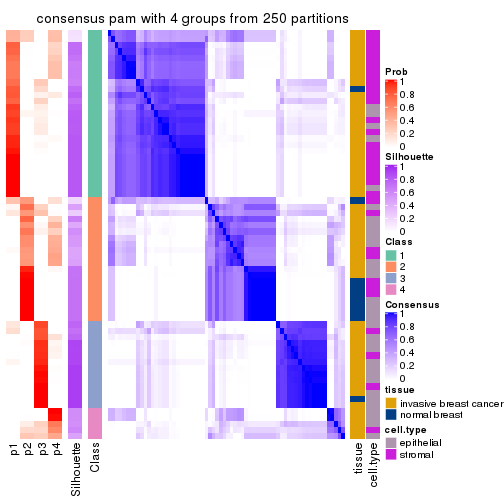 consensus pam with 4 groups from 250 partitions
Prob
1
0.8
0.6
0.4
0.2
0
Silhouette
1
0.8
0.6
0.4
0.2
0
Class
1
2
3
4
Consensus
1
0.8
0.6
0.4
0.2
0
tissue
invasive breast cancer
normal breast
cell.type
epithelial
stromal
p1
p2
p3
p4
Silhouette
Class
tissue
cell.type